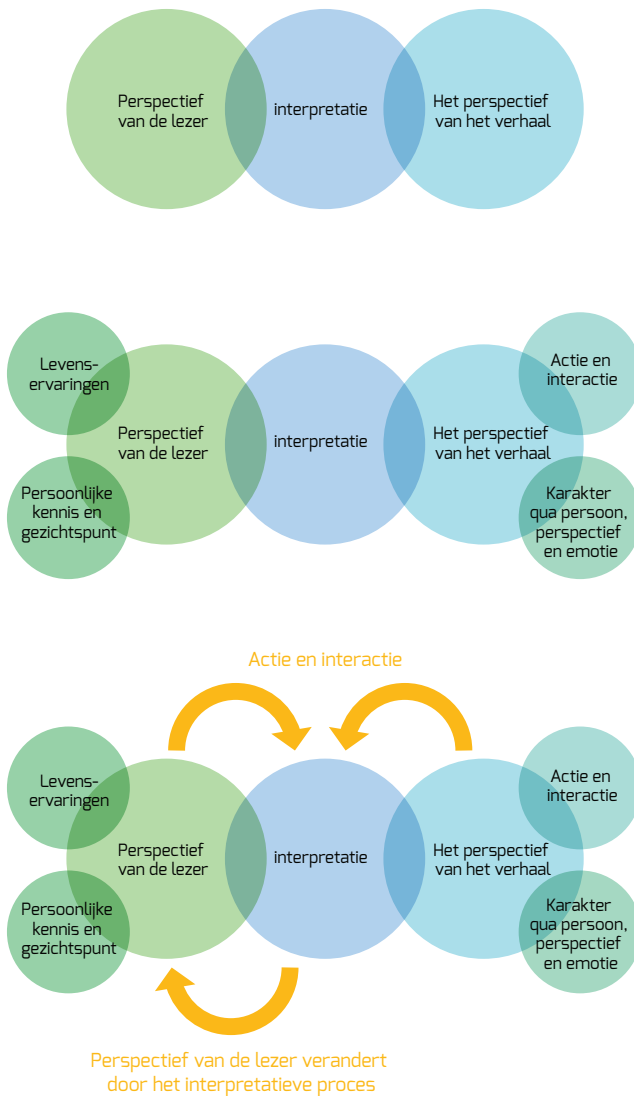 Perspectief
van de lezer
interpretatie
Het perspectief
van het verhaal
Levens-
ervaringen
Persoonlijke
kennis en
gezichtspunt
Perspectief
van de lezer
interpretatie
Het perspectief
van het verhaal
Actie en
interactie
Karakter
qua persoon,
perspectief
en emotie
Actie en interactie
Levens-
ervaringen
Persoonlijke
kennis en
gezichtspunt
Perspectief
van de lezer
interpretatie
Het perspectief
van het verhaal
Actie en
interactie
Karakter
qua persoon,
perspectief
en emotie
Perspectief van de lezer verandert
door het interpretatieve proces